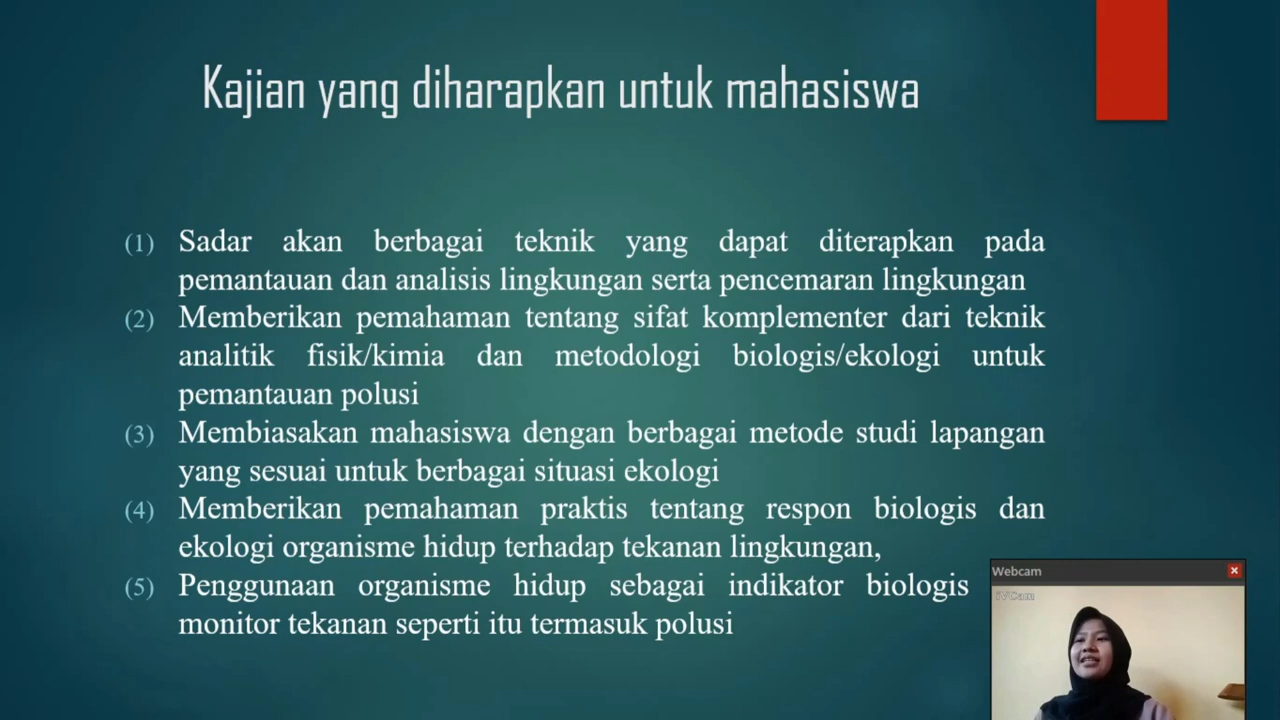 Kajian yang diharapkan untuk mahasiswa
(1) Sadar akan berbagai teknik yang dapat diterapkan pada
pemantauan dan analisis lingkungan serta pencemaran lingkungan
(2) Memberikan pemahaman tentang sifat komplementer dari teknik
analitik fisik/kimia dan metodologi biologis/ekologi untuk
pemantauan polusi
(3) Membiasakan mahasiswa dengan berbagai metode studi lapangan
yang sesuai untuk berbagai situasi ekologi
(4) Memberikan pemahaman praktis tentang respon biologis dan
ekologi organisme hidup terhadap tekanan lingkungan,
(5) Penggunaan organisme hidup sebagai indikator biologis
monitor tekanan seperti itu termasuk polusi
Webcam
iVCam